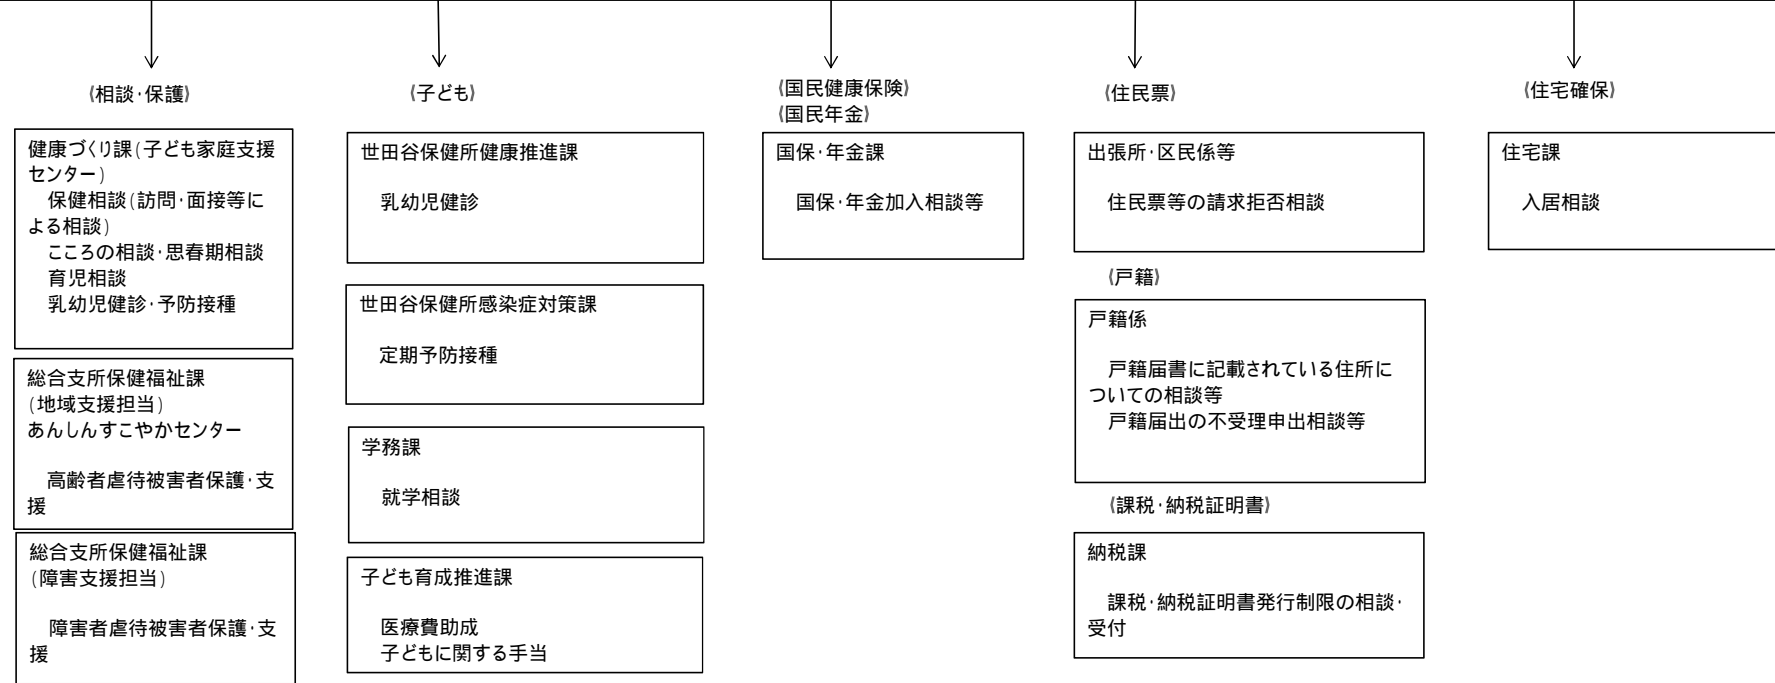 《相談・保護》
健康づくり課（子ども家庭支援
センター）
保健相談（訪問・面接等に
よる相談）
こころの相談・思春期相談
育児相談
乳幼児健診・予防接種
総合支所保健福祉課
（地域支援担当）
あんしんすこやかセンター
高齢者虐待被害者保護・支
援
総合支所保健福祉課
（障害支援担当）
障害者虐待被害者保護・支
援
《子ども》
世田谷保健所健康推進課
乳幼児健診
世田谷保健所感染症対策課
定期予防接種
学務課
就学相談
子ども育成推進課
医療費助成
子どもに関する手当
《国民健康保険》
《国民年金》
国保・年金課
国保・年金加入相談等
《住民票》
出張所・区民係等
住民票等の請求拒否相談
《戸籍》
戸籍係
戸籍届書に記載されている住所に
ついての相談等
戸籍届出の不受理申出相談等
《課税・納税証明書》
納税課
課税・納税証明書発行制限の相談・
受付
《住宅確保》
住宅課
入居相談